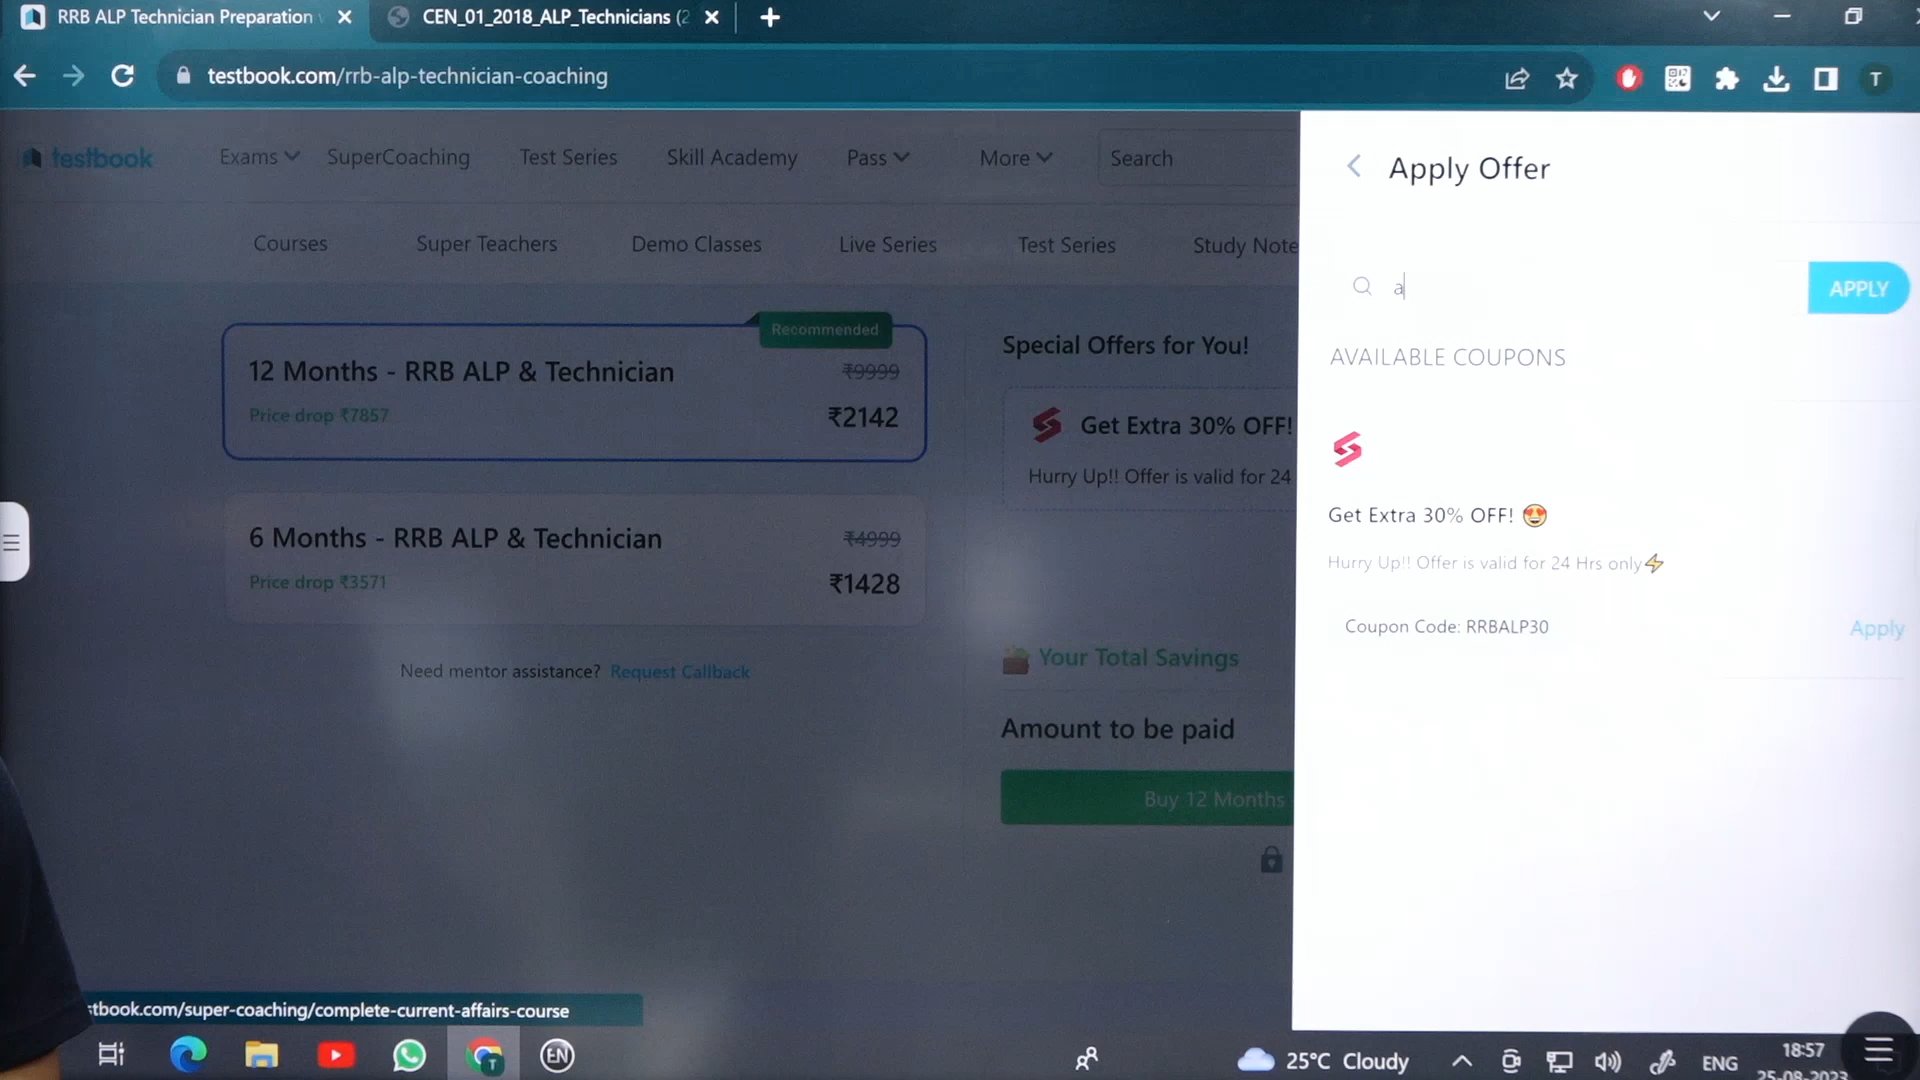 RRB ALP Technician Preparation
CEN_01_2018_ALP_Technicians (2
testbook.com/rrb-alp-technician-coaching
T
testbook
Exams
SuperCoaching
Test Series
Skill Academy
Pass
More
Search
Courses
Super Teachers
Demo Classes
Live Series
Test Series
Study Note
Recommended
12 Months - RRB ALP & Technician
₹9999
Price drop ₹7857
₹2142
6 Months - RRB ALP & Technician
₹4999
Price drop ₹3571
₹1428
Need mentor assistance? Request Callback
Special Offers for You!
Get Extra 30% OFF!
Hurry Up!! Offer is valid for 24
Your Total Savings
Amount to be paid
Buy 12 Months
Apply Offer
a
APPLY
AVAILABLE COUPONS
Get Extra 30% OFF! 😍
Hurry Up!! Offer is valid for 24 Hrs only⚡
Coupon Code: RRBALP30
Apply
stbook.com/super-coaching/complete-current-affairs-course
T
EN
25°C Cloudy
ENG
18:57
25-08-2023